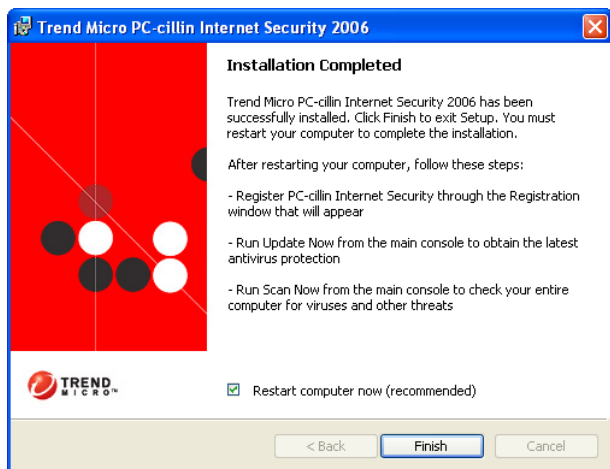 Trend Micro PC-cillin Internet Security 2006
Installation Completed
Trend Micro PC-cillin Internet Security 2006 has been
successfully installed. Click Finish to exit Setup. You must
restart your computer to complete the installation.
After restarting your computer, follow these steps:
- Register PC-cillin Internet Security through the Registration
window that will appear
- Run Update Now from the main console to obtain the latest
antivirus protection
- Run Scan Now from the main console to check your entire
computer for viruses and other threats
TREND
MICRO™
Restart computer now (recommended)
< Back
Finish
Cancel